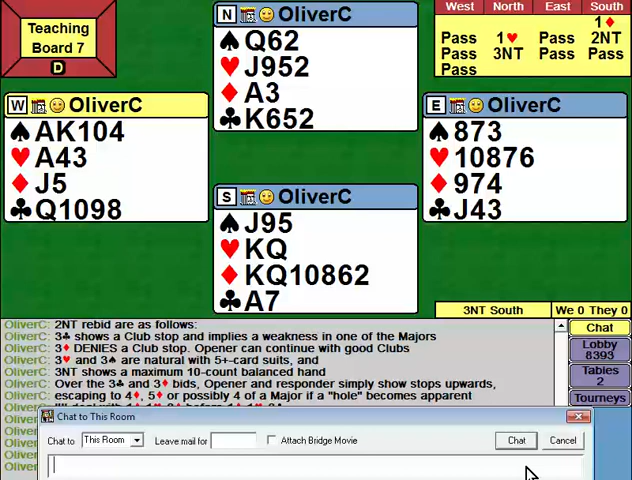 Teaching
Board 7
D
N OliverC
♠ Q62
♥ J952
♦ A3
♣ K652
West North East South
1♦
Pass 1♥ Pass 2NT
Pass 3NT Pass Pass
Pass
W OliverC
♠ AK104
♥ A43
♦ J5
♣ Q1098
E OliverC
♠ 873
♥ 10876
♦ 974
♣ J43
S OliverC
♠ J95
♥ KQ
♦ KQ10862
♣ A7
3NT South We 0 They 0
OliverC: 2NT rebid are as follows:
OliverC: 3♣ shows a Club stop and implies a weakness in one of the Majors
OliverC: 3♦ DENIES a Club stop. Opener can continue with good Clubs
OliverC: 3♥ and 3♠ are natural with 5+-card suits, and
OliverC: 3NT shows a maximum 10-count balanced hand
OliverC: Over the 3♣ and 3♦ bids, Opener and responder simply show stops upwards,
OliverC: escaping to 4♦, 5♦ or possibly 4 of a Major if a "hole" becomes apparent
OliverC:
OliverC:
OliverC:
OliverC:
Chat
Lobby
8393
Tables
2
Tourneys
Chat to This Room
Chat to This Room Leave mail for Attach Bridge Movie Chat Cancel